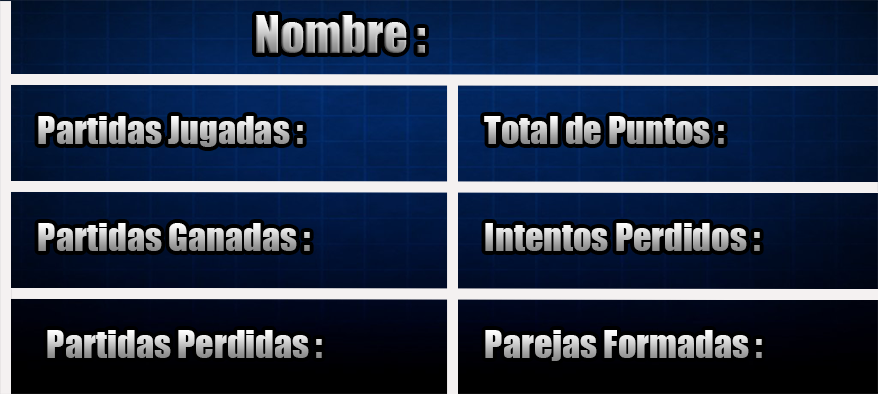 Nombre :
Partidas Jugadas :
Total de Puntos :
Partidas Ganadas :
Intentos Perdidos :
Partidas Perdidas :
Parejas Formadas :